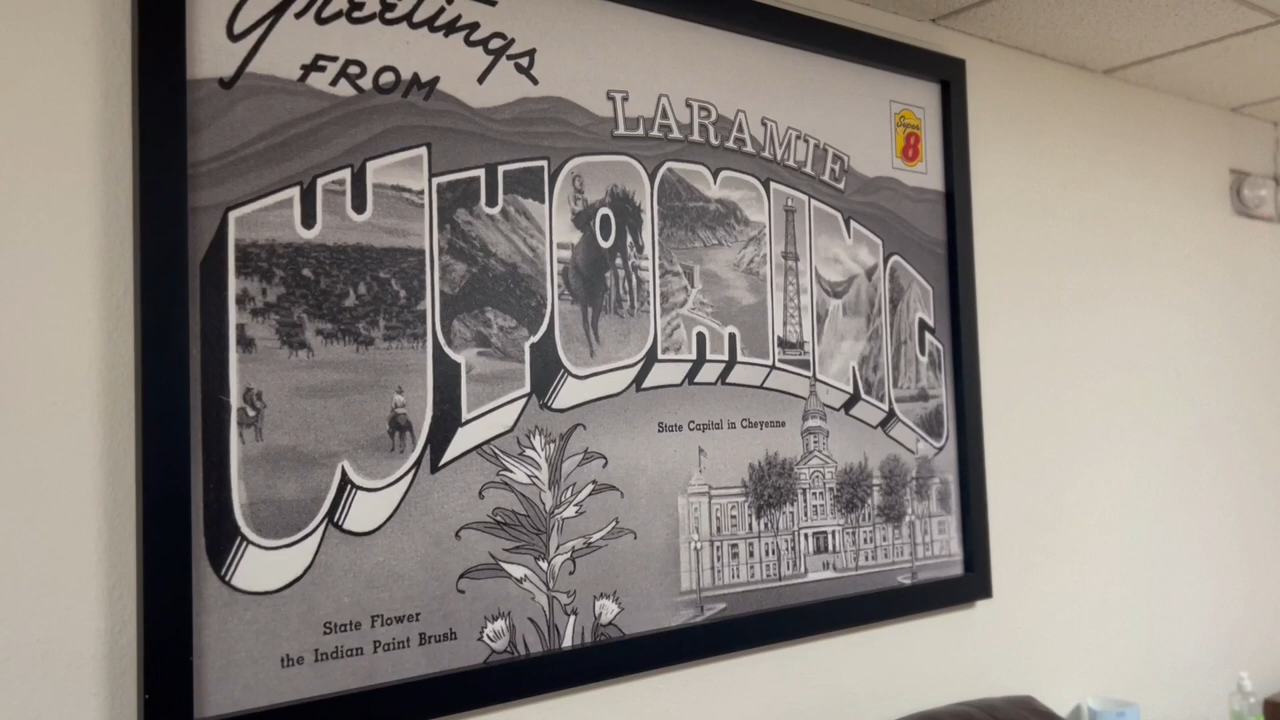 Greetings
FROM
LARAMIE
Super
8
WYOMING
State Capital in Cheyenne
State Flower
the Indian Paint Brush